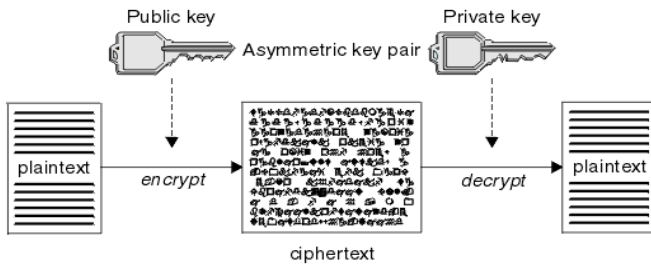 Public key
Private key
Asymmetric key pair
plaintext
encrypt
decrypt
plaintext
ciphertext